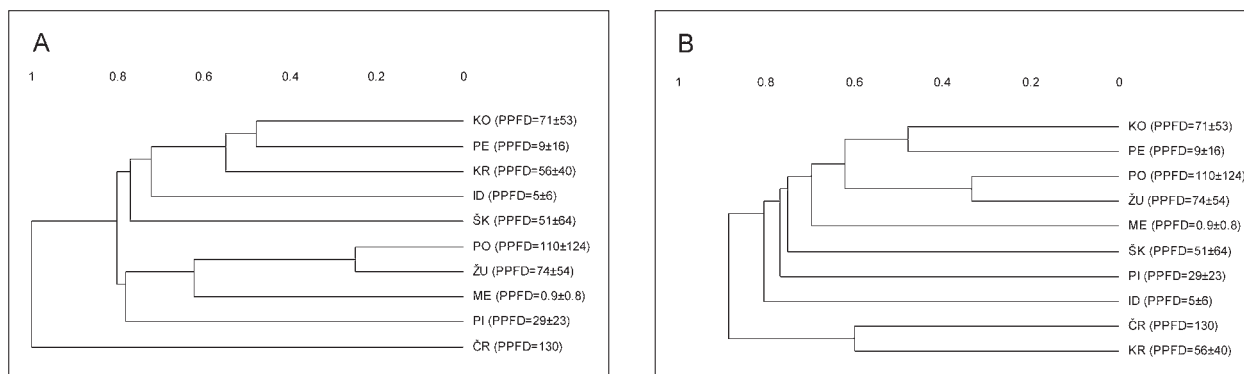 A
1 0.8 0.6 0.4 0.2 0
KO (PPFD=71±53)
PE (PPFD=9±16)
KR (PPFD=56±40)
ID (PPFD=5±6)
ŠK (PPFD=51±64)
PO (PPFD=110±124)
ŽU (PPFD=74±54)
ME (PPFD=0.9±0.8)
PI (PPFD=29±23)
ČR (PPFD=130)
B
1 0.8 0.6 0.4 0.2 0
KO (PPFD=71±53)
PE (PPFD=9±16)
PO (PPFD=110±124)
ŽU (PPFD=74±54)
ME (PPFD=0.9±0.8)
ŠK (PPFD=51±64)
PI (PPFD=29±23)
ID (PPFD=5±6)
ČR (PPFD=130)
KR (PPFD=56±40)